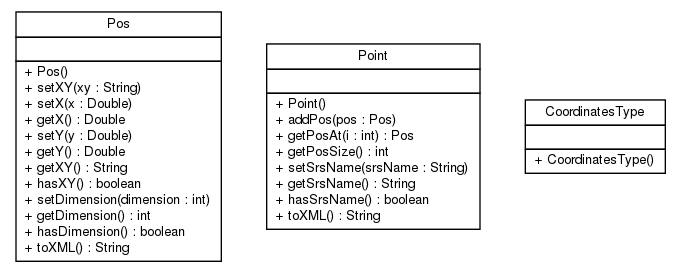 Pos
+ Pos()
+ setXY(xy : String)
+ setX(x : Double)
+ getX() : Double
+ setY(y : Double)
+ getY() : Double
+ getXY() : String
+ hasXY() : boolean
+ setDimension(dimension : int)
+ getDimension() : int
+ hasDimension() : boolean
+ toXML() : String
Point
+ Point()
+ addPos(pos : Pos)
+ getPosAt(i : int) : Pos
+ getPosSize() : int
+ setSrsName(srsName : String)
+ getSrsName() : String
+ hasSrsName() : boolean
+ toXML() : String
CoordinatesType
+ CoordinatesType()